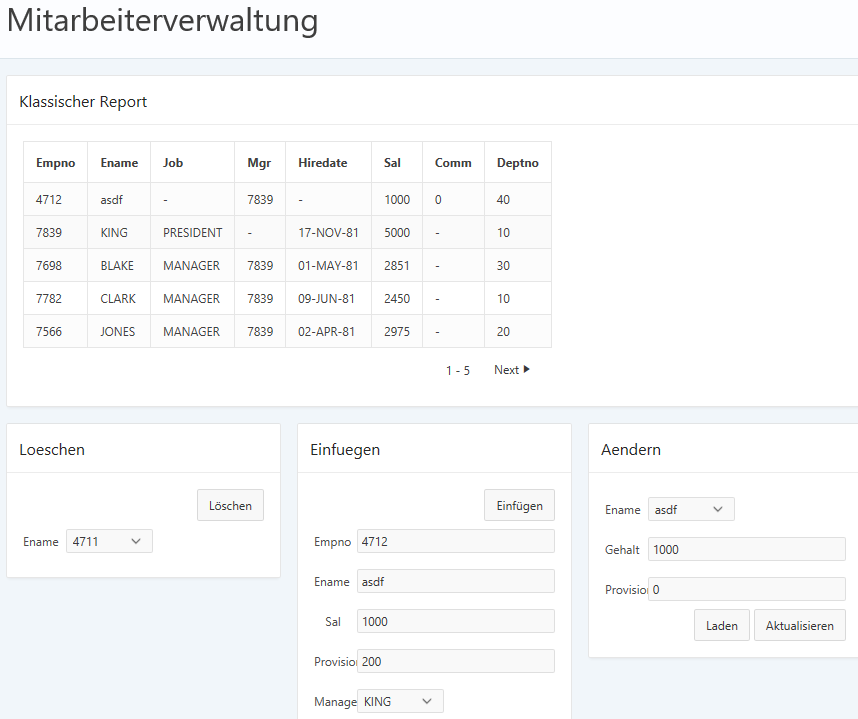 Mitarbeiterverwaltung
Klassischer Report
Empno Ename Job Mgr Hiredate Sal Comm Deptno
4712 asdf - 7839 - 1000 0 40
7839 KING PRESIDENT - 17-NOV-81 5000 - 10
7698 BLAKE MANAGER 7839 01-MAY-81 2851 - 30
7782 CLARK MANAGER 7839 09-JUN-81 2450 - 10
7566 JONES MANAGER 7839 02-APR-81 2975 - 20
1 - 5 Next
Loeschen
Löschen
Ename 4711
Einfuegen
Einfügen
Empno 4712
Ename asdf
Sal 1000
Provision 200
Manage KING
Aendern
Ename asdf
Gehalt 1000
Provision 0
Laden Aktualisieren